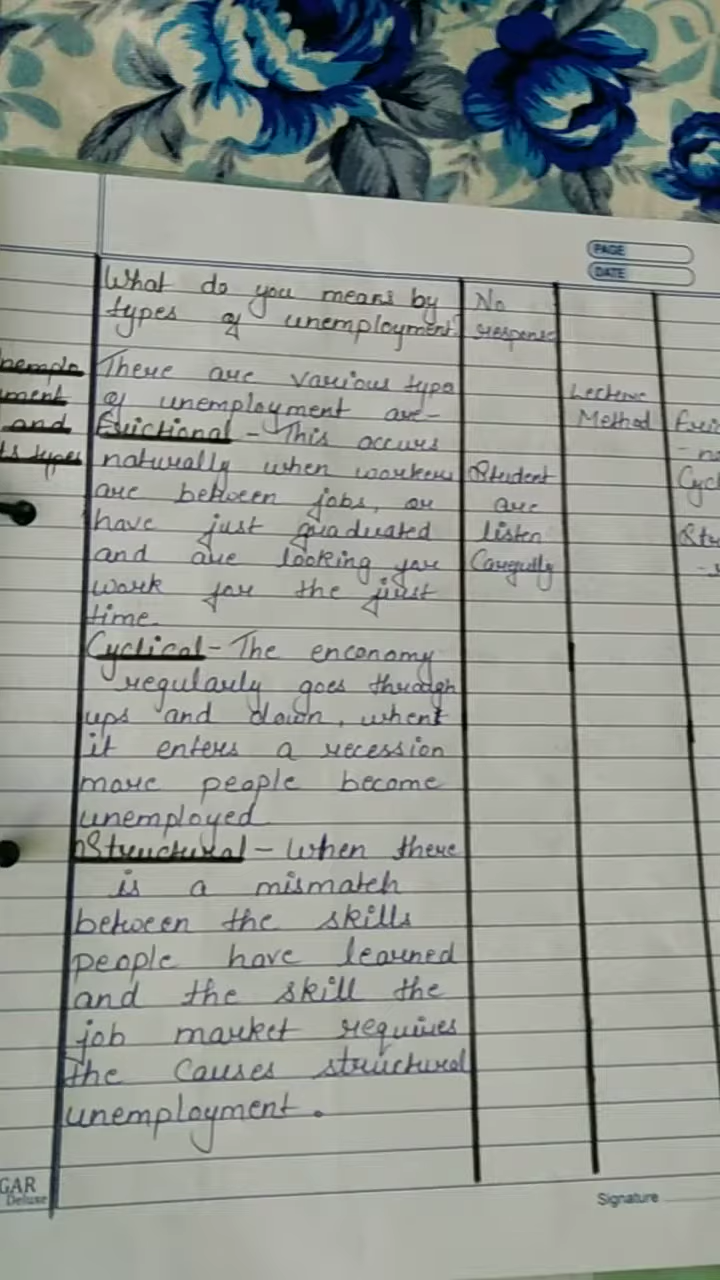 PAGE
DATE
What do you means by
types of unemployment.
No
response
There are various type
of unemployment are-
Frictional - This occurs
naturally when workers
are between jobs, or
have just graduated
and are looking for
work for the first
time.
Cyclical - The enconomy
regularly goes through
ups and down, when
it enters a recession
more people become
unemployed
Structural - When there
is a mismatch
between the skills
people have learned
and the skill the
job market requires
the causes structural
unemployment.
and
types
Student
are
listen
Carefully
Lecture
Method
GAR
Deluxe
Signature